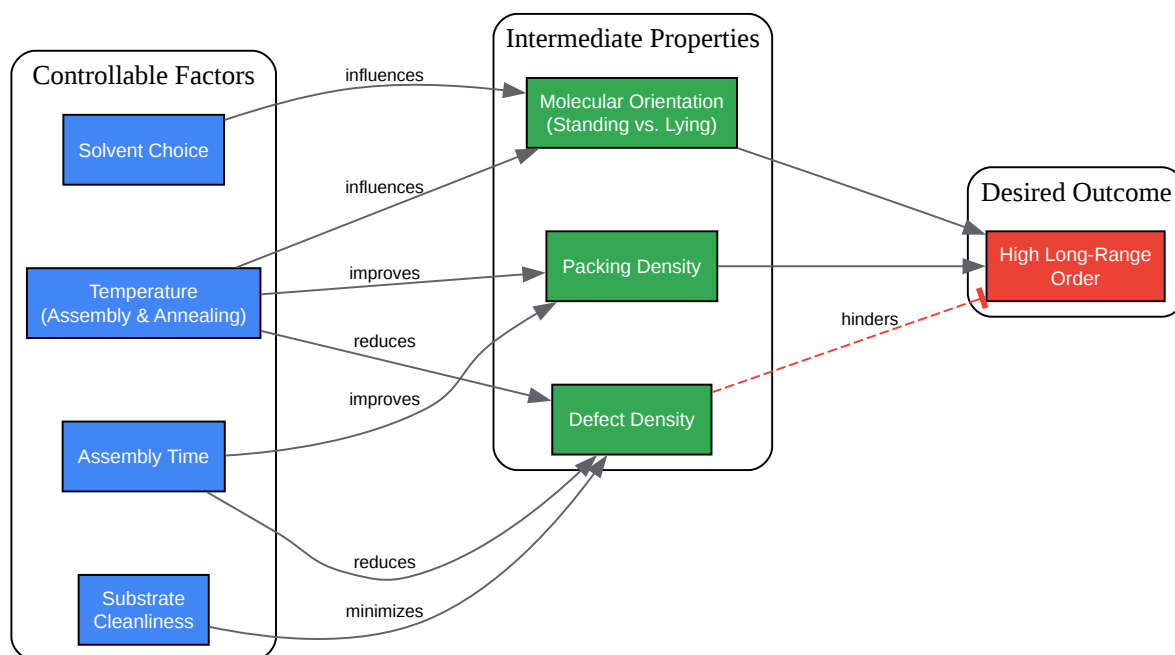 Controllable Factors
Solvent Choice
Temperature
(Assembly & Annealing)
Assembly Time
Substrate
Cleanliness
influences
influences
improves
reduces
improves
reduces
minimizes
Intermediate Properties
Molecular Orientation
(Standing vs. Lying)
Packing Density
Defect Density
hinders
Desired Outcome
High Long-Range
Order